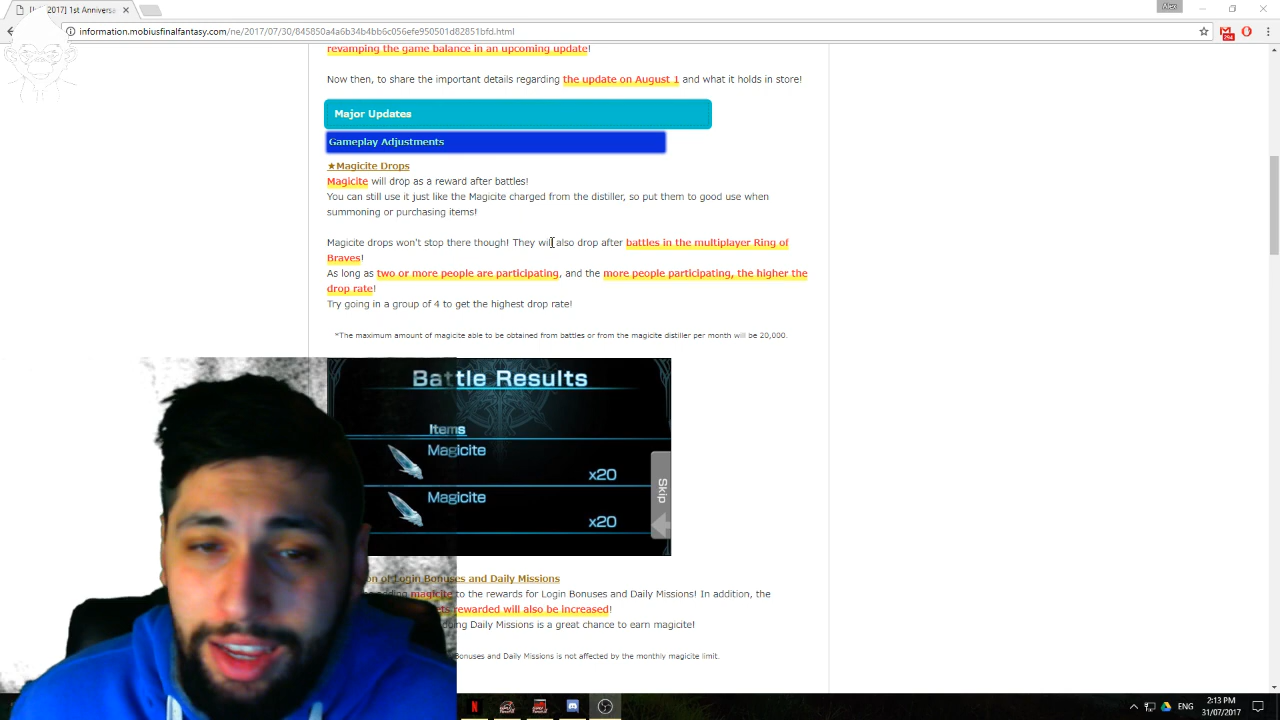 1st Anniversa
Alex
information.mobiusfinalfantasy.com/ne/2017/07/30/845850a4a6b34b4bb6c056efe950501d82851bfd.html
294
revamping the game balance in an upcoming update!
Now then, to share the important details regarding the update on August 1 and what it holds in store!
Major Updates
Gameplay Adjustments
★Magicite Drops
Magicite will drop as a reward after battles!
You can still use it just like the Magicite charged from the distiller, so put them to good use when
summoning or purchasing items!
Magicite drops won't stop there though! They will also drop after battles in the multiplayer Ring of
Braves!
As long as two or more people are participating, and the more people participating, the higher the
drop rate!
Try going in a group of 4 to get the highest drop rate!
*The maximum amount of magicite able to be obtained from battles or from the magicite distiller per month will be 20,000.
Battle Results
Items
Magicite
x20
Magicite
x20
Skip
on of Login Bonuses and Daily Missions
magicite to the rewards for Login Bonuses and Daily Missions! In addition, the
ets rewarded will also be increased!
oing Daily Missions is a great chance to earn magicite!
onuses and Daily Missions is not affected by the monthly magicite limit.
ENG
2:13 PM
31/07/2017